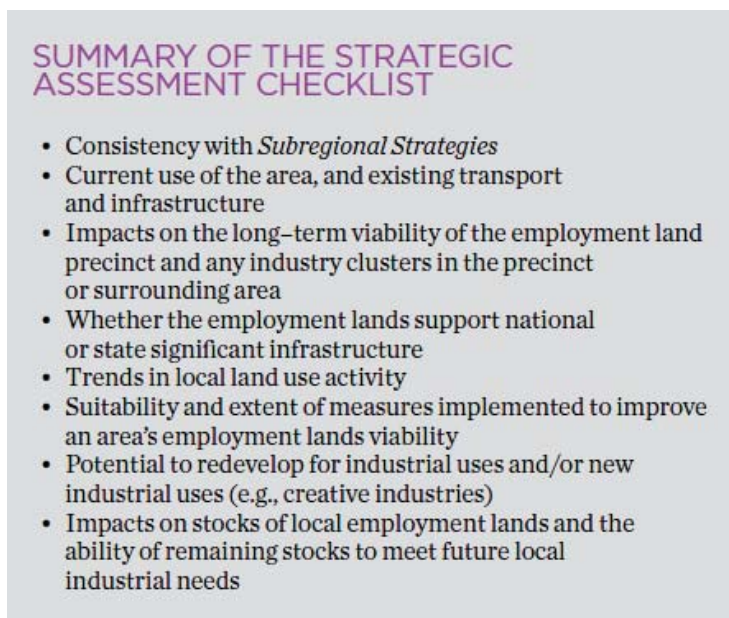 SUMMARY OF THE STRATEGIC
ASSESSMENT CHECKLIST
• Consistency with Subregional Strategies
• Current use of the area, and existing transport
and infrastructure
• Impacts on the long–term viability of the employment land
precinct and any industry clusters in the precinct
or surrounding area
• Whether the employment lands support national
or state significant infrastructure
• Trends in local land use activity
• Suitability and extent of measures implemented to improve
an area’s employment lands viability
• Potential to redevelop for industrial uses and/or new
industrial uses (e.g., creative industries)
• Impacts on stocks of local employment lands and the
ability of remaining stocks to meet future local
industrial needs